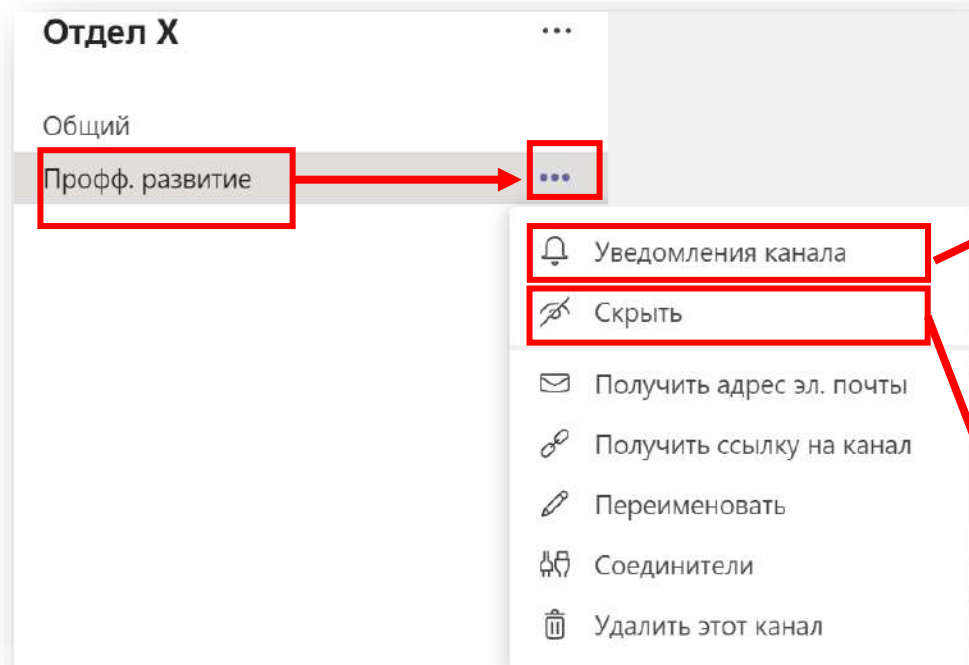 Отдел X
Общий
Профф. развитие
Уведомления канала
Скрыть
Получить адрес эл. почты
Получить ссылку на канал
Переименовать
Соединители
Удалить этот канал